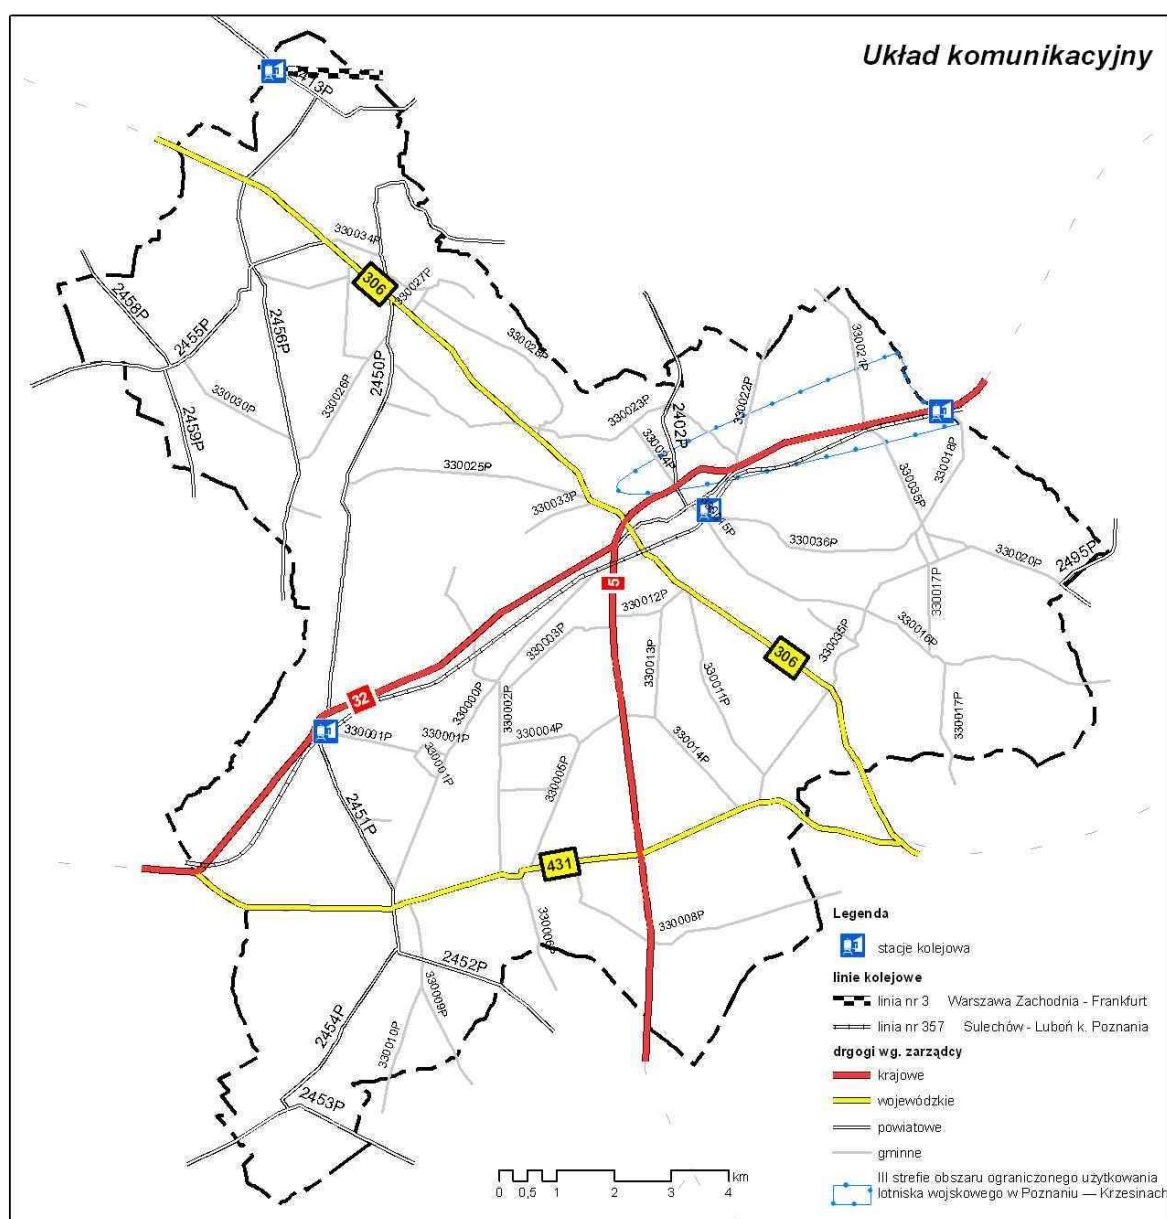 Układ komunikacyjny
2413P
330034P
306
330027P
2458P
2455P
2456P
2450P
330028P
330026P
330030P
2459P
330021P
330022P
330023P
2402P
330024P
330025P
330033P
330018P
330035P
330036P
330020P
2495P
5
330012P
330017P
330003P
330013P
330035P
330016P
306
330000P
330002P
330011P
32
330001P
330001P
330004P
330017P
330001P
330005P
330014P
2451P
431
330006P
330008P
2452P
330009P
2454P
330010P
2453P
Legenda
stacje kolejowa
linie kolejowe
linia nr 3 Warszawa Zachodnia - Frankfurt
linia nr 357 Sulechów - Luboń k. Poznania
drgogi wg. zarządcy
krajowe
wojewódzkie
powiatowe
gminne
III strefie obszaru ograniczonego użytkowania
lotniska wojskowego w Poznaniu — Krzesinach
km
0 0,5 1 2 3 4